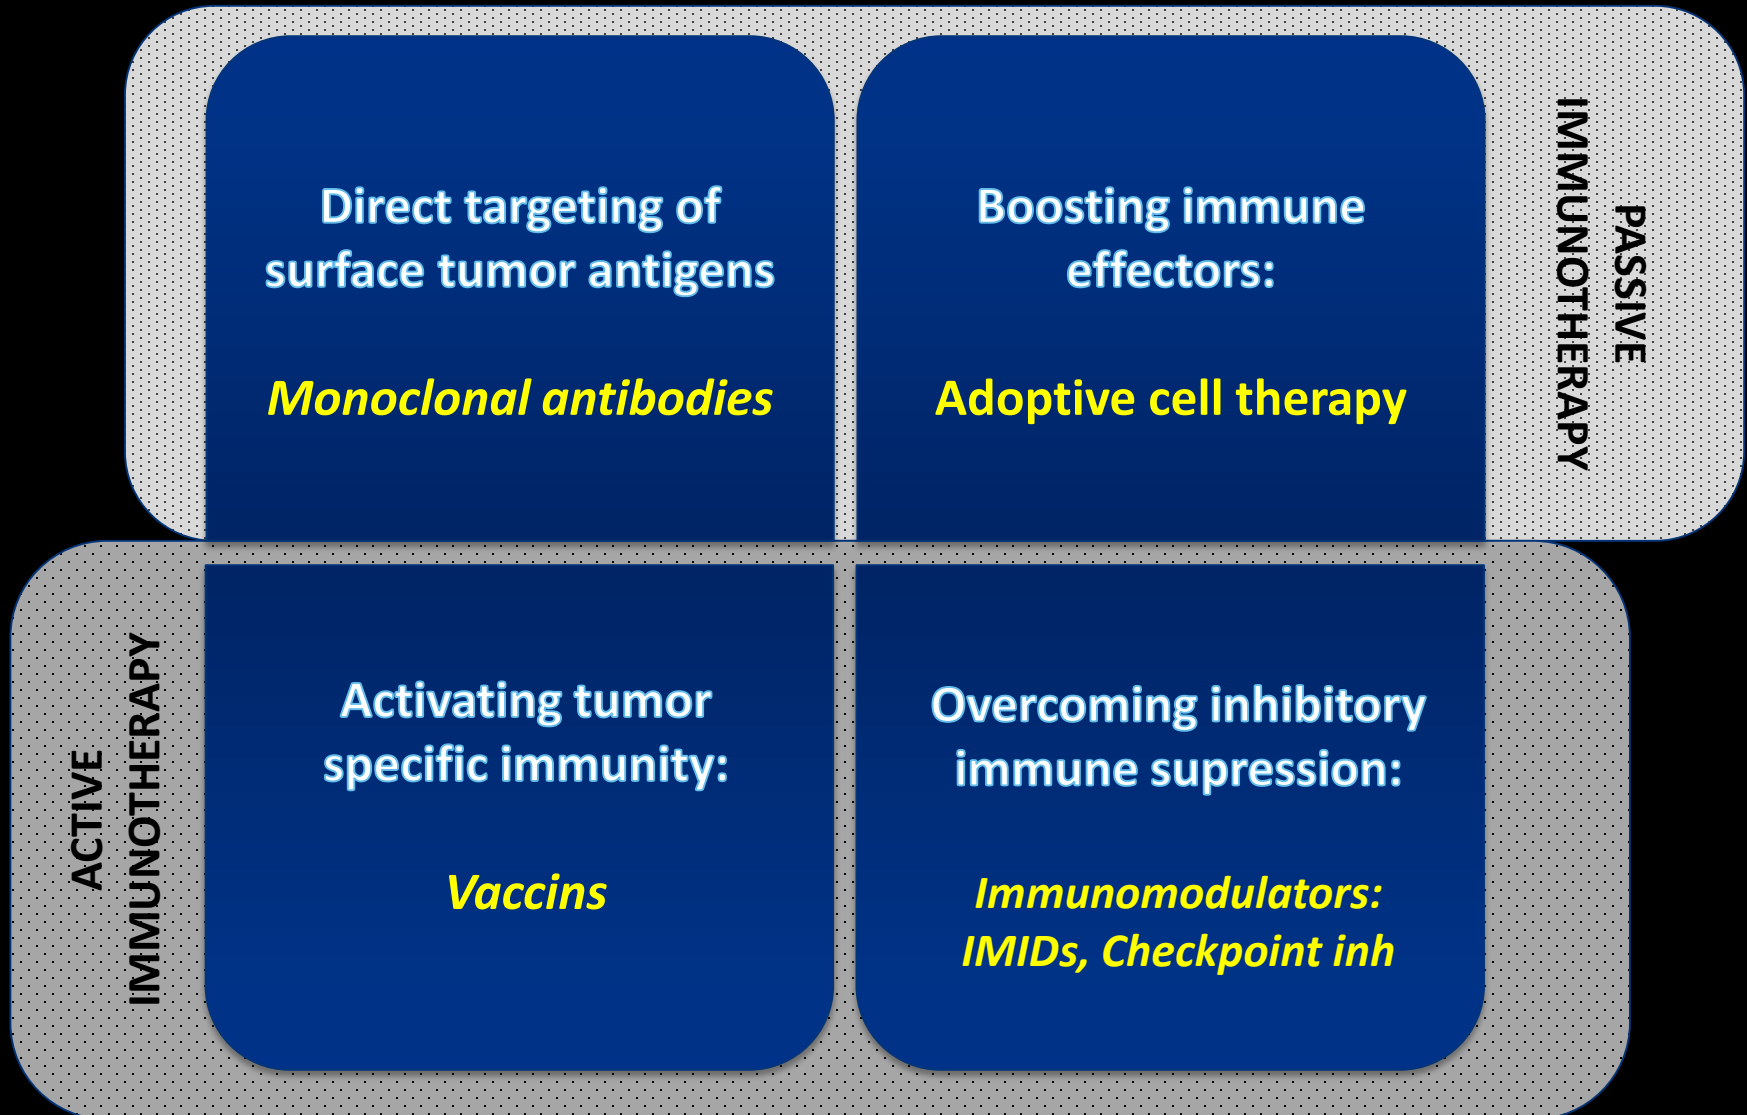 Direct targeting of
surface tumor antigens
Monoclonal antibodies
Boosting immune
effectors:
Adoptive cell therapy
PASSIVE
IMMUNOTHERAPY
ACTIVE
IMMUNOTHERAPY
Activating tumor
specific immunity:
Vaccins
Overcoming inhibitory
immune supression:
Immunomodulators:
IMIDs, Checkpoint inh